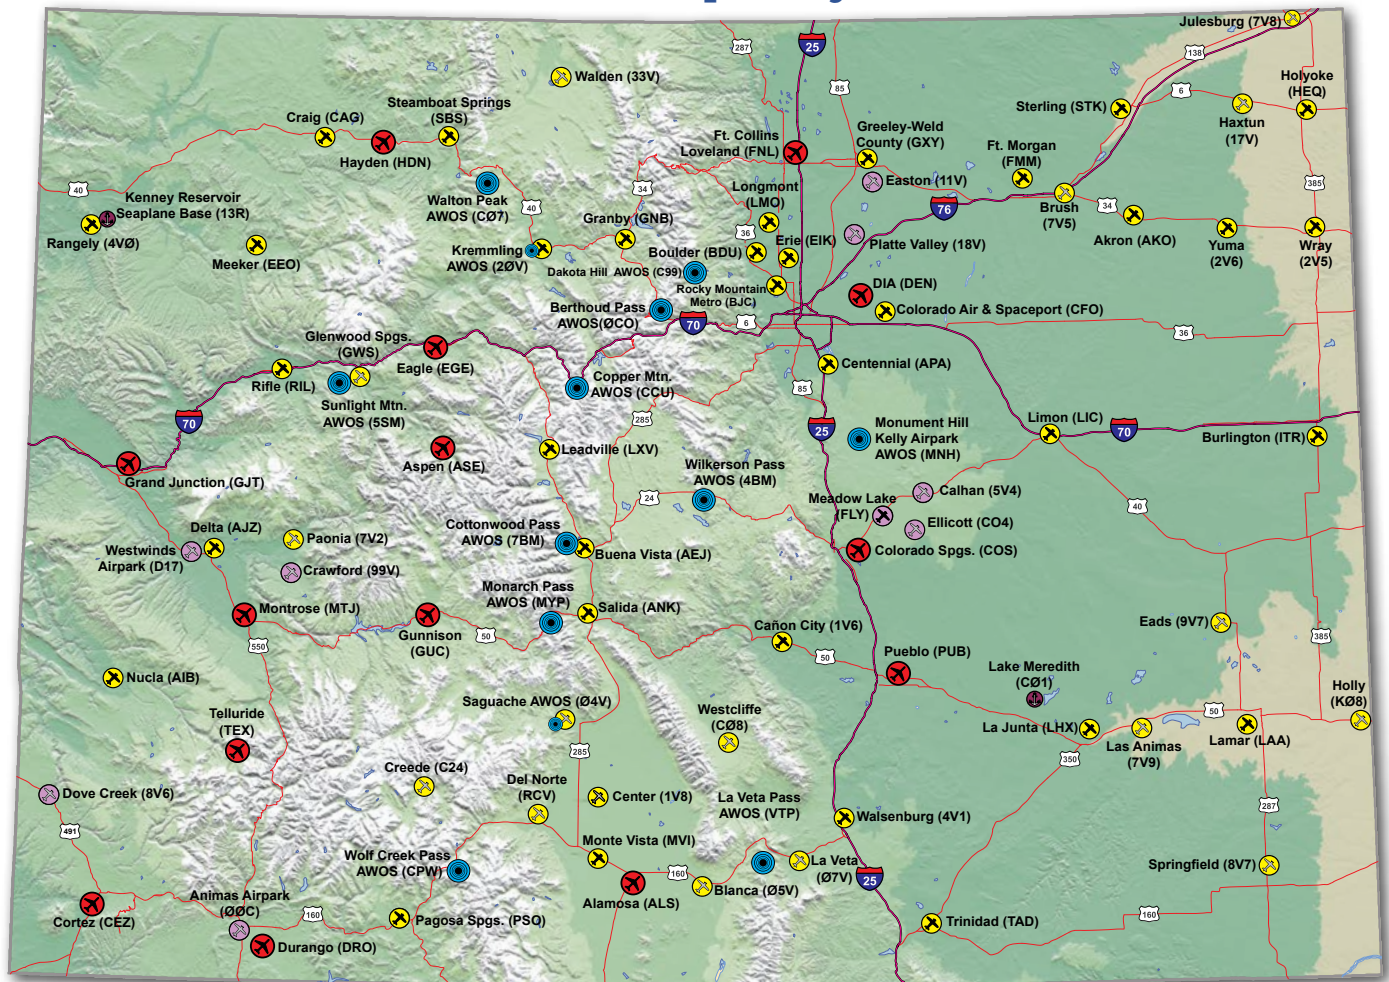 Julesburg (7V8)
287
25
138
Walden (33V)
Holyoke
(HEQ)
85
6
Steamboat Springs
(SBS)
Sterling (STK)
Craig (CAG)
Haxtun
(17V)
Ft. Collins
Loveland (FNL)
Greeley-Weld
County (GXY)
Hayden (HDN)
Ft. Morgan
(FMM)
40
Kenney Reservoir
Seaplane Base (13R)
Walton Peak
AWOS (CØ7)
34
Longmont
(LMO)
Easton (11V)
385
76
Brush
(7V5)
34
40
Rangely (4VØ)
Granby (GNB)
36
Akron (AKO)
Yuma
(2V6)
Wray
(2V5)
Meeker (EEO)
Kremmling
AWOS (2ØV)
Boulder (BDU)
Erie (EIK)
Platte Valley (18V)
Dakota Hill AWOS (C99)
Rocky Mountain
Metro (BJC)
DIA (DEN)
Berthoud Pass
AWOS(ØCO)
Colorado Air & Spaceport (CFO)
70
6
36
Glenwood Spgs.
(GWS)
Eagle (EGE)
Centennial (APA)
Rifle (RIL)
Copper Mtn.
AWOS (CCU)
85
Sunlight Mtn.
AWOS (5SM)
70
285
25
Monument Hill
Kelly Airpark
AWOS (MNH)
Limon (LIC)
70
Burlington (ITR)
Leadville (LXV)
Aspen (ASE)
Wilkerson Pass
AWOS (4BM)
Grand Junction (GJT)
24
Calhan (5V4)
Meadow Lake
(FLY)
40
Delta (AJZ)
Paonia (7V2)
Cottonwood Pass
AWOS (7BM)
Ellicott (CO4)
Westwinds
Airpark (D17)
Buena Vista (AEJ)
Colorado Spgs. (COS)
Crawford (99V)
Monarch Pass
AWOS (MYP)
Montrose (MTJ)
Salida (ANK)
Gunnison
(GUC)
50
Cañon City (1V6)
Eads (9V7)
385
550
50
Pueblo (PUB)
Lake Meredith
(CØ1)
Nucla (AIB)
Holly
(KØ8)
Saguache AWOS (Ø4V)
Westcliffe
(CØ8)
50
Telluride
(TEX)
La Junta (LHX)
Las Animas
(7V9)
Lamar (LAA)
285
350
Creede (C24)
Del Norte
(RCV)
Dove Creek (8V6)
Center (1V8)
La Veta Pass
AWOS (VTP)
287
491
Walsenburg (4V1)
Monte Vista (MVI)
Wolf Creek Pass
AWOS (CPW)
La Veta
(Ø7V)
Springfield (8V7)
160
25
Blanca (Ø5V)
Animas Airpark
(ØØC)
Alamosa (ALS)
Cortez (CEZ)
160
Pagosa Spgs. (PSO)
160
Trinidad (TAD)
Durango (DRO)